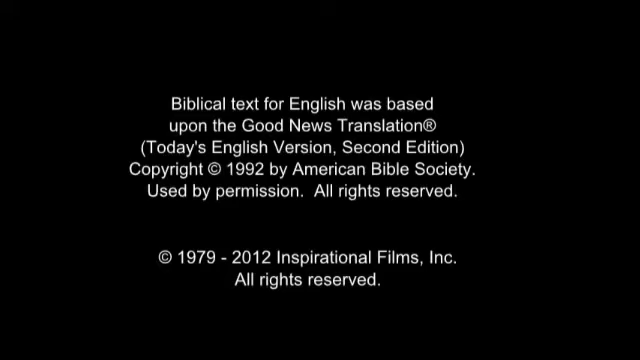 Biblical text for English was based
upon the Good News Translation®
(Today's English Version, Second Edition)
Copyright © 1992 by American Bible Society.
Used by permission.  All rights reserved.
© 1979 - 2012 Inspirational Films, Inc.
All rights reserved.